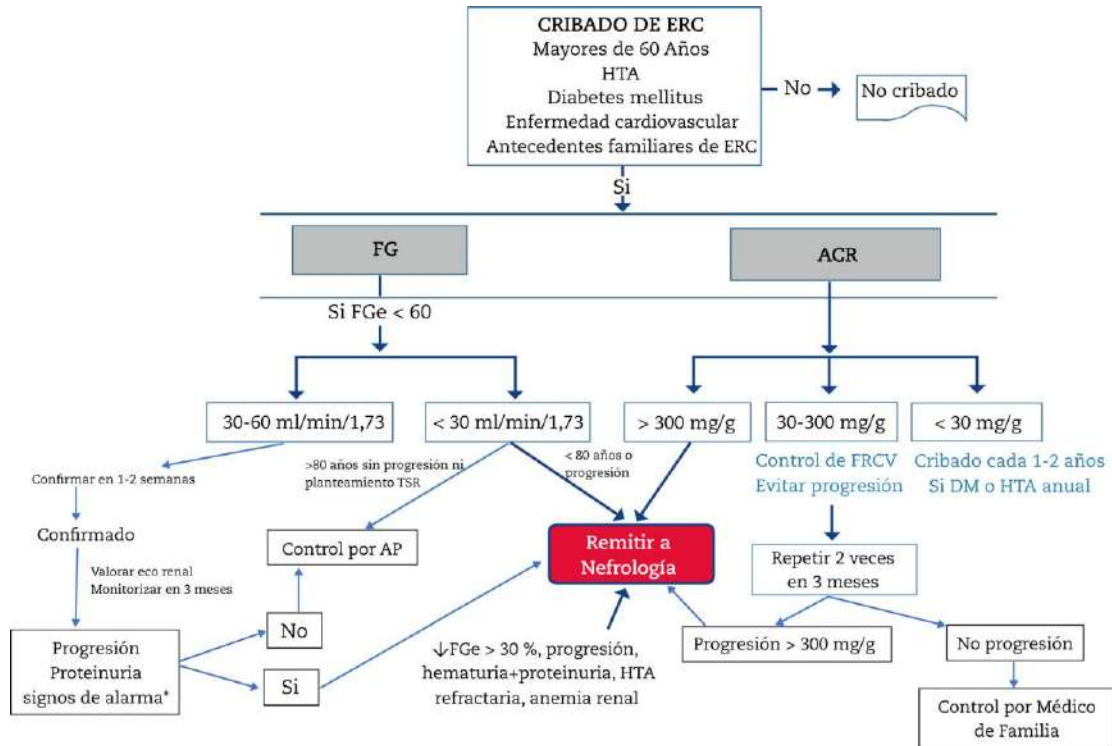 CRIBADO DE ERC
Mayores de 60 Años
HTA
Diabetes mellitus
Enfermedad cardiovascular
Antecedentes familiares de ERC
No
No cribado
Si
FG
ACR
Si FGe < 60
30-60 ml/min/1,73
< 30 ml/min/1,73
> 300 mg/g
30-300 mg/g
< 30 mg/g
Confirmar en 1-2 semanas
>80 años sin progresión ni
planteamiento TSR
< 80 años o
progresión
Control de FRCV
Evitar progresión
Cribado cada 1-2 años
Si DM o HTA anual
Confirmado
Control por AP
Remitir a
Nefrología
Repetir 2 veces
en 3 meses
Valorar eco renal
Monitorizar en 3 meses
No
Si
Progresión
Proteinuria
signos de alarma*
↓FGe > 30 %, progresión,
hematuria+proteinuria, HTA
refractaria, anemia renal
Progresión > 300 mg/g
No progresión
Control por Médico
de Familia